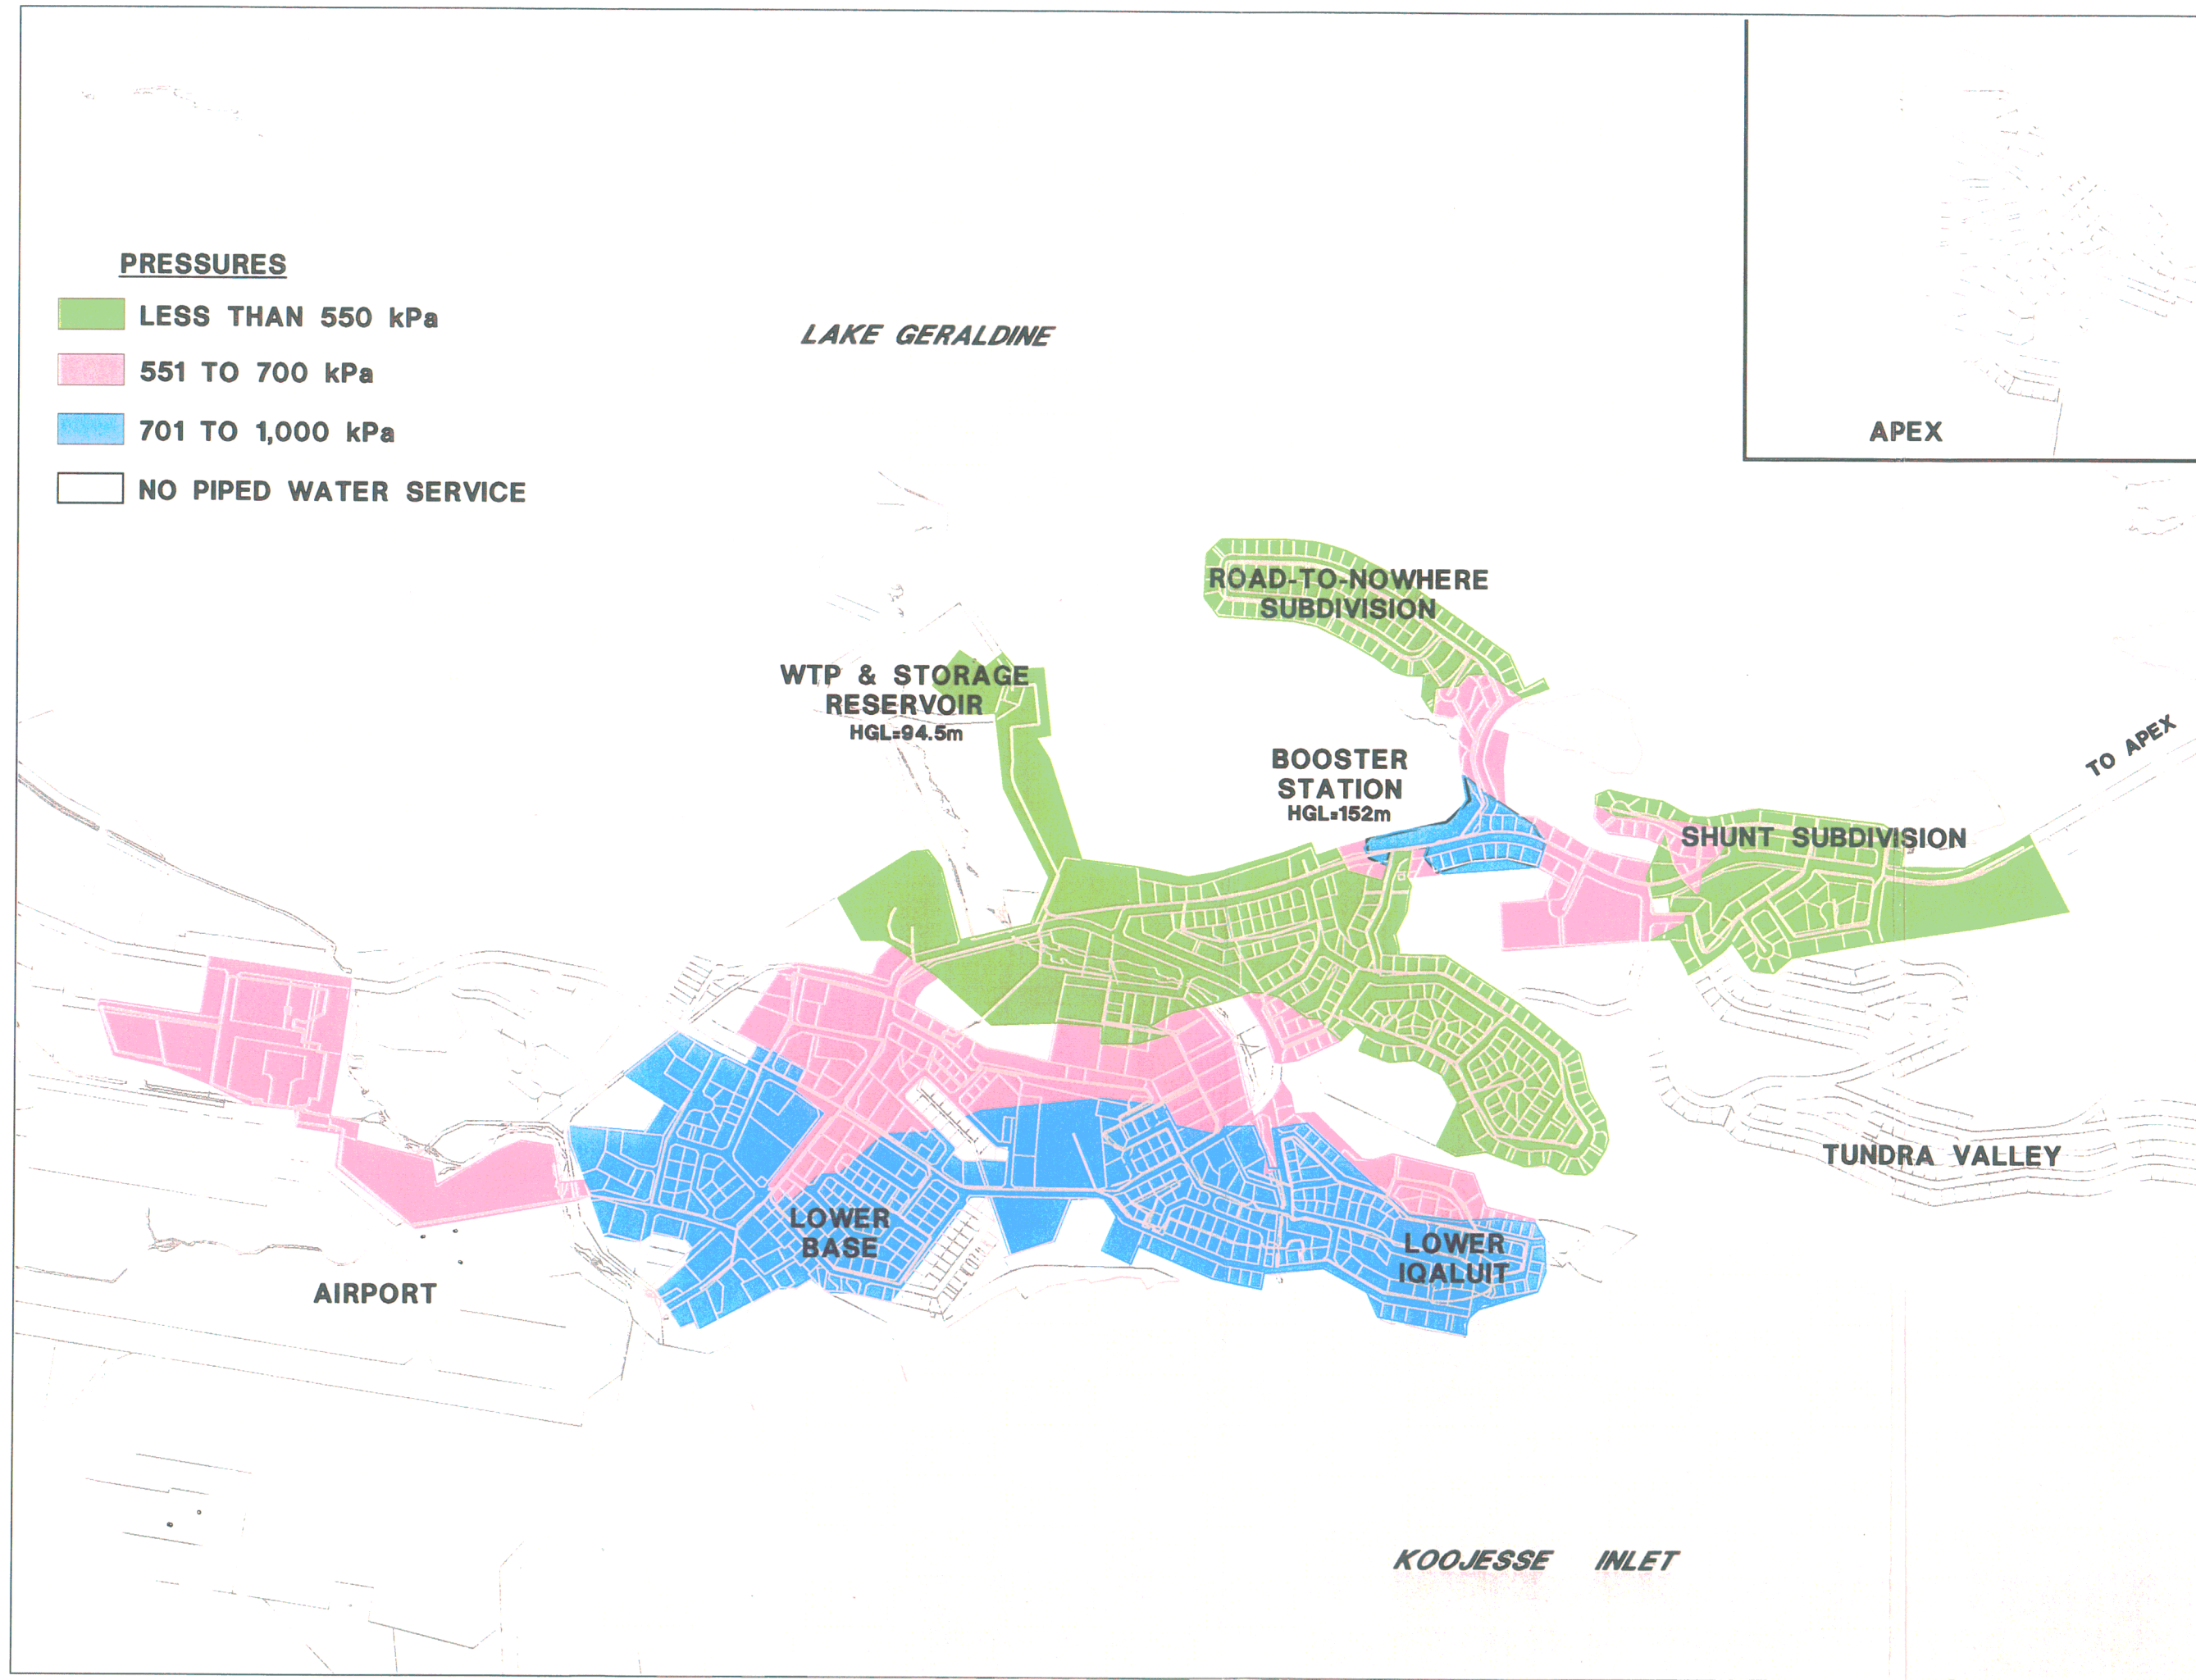 PRESSURES
LESS THAN 550 kPa
551 TO 700 kPa
701 TO 1,000 kPa
NO PIPED WATER SERVICE
LAKE GERALDINE
APEX
ROAD-TO-NOWHERE
SUBDIVISION
WTP & STORAGE
RESERVOIR
HGL=94.5m
BOOSTER
STATION
HGL=152m
TO APEX
SHUNT SUBDIVISION
TUNDRA VALLEY
LOWER
BASE
LOWER
IQALUIT
AIRPORT
KOOJESSE INLET